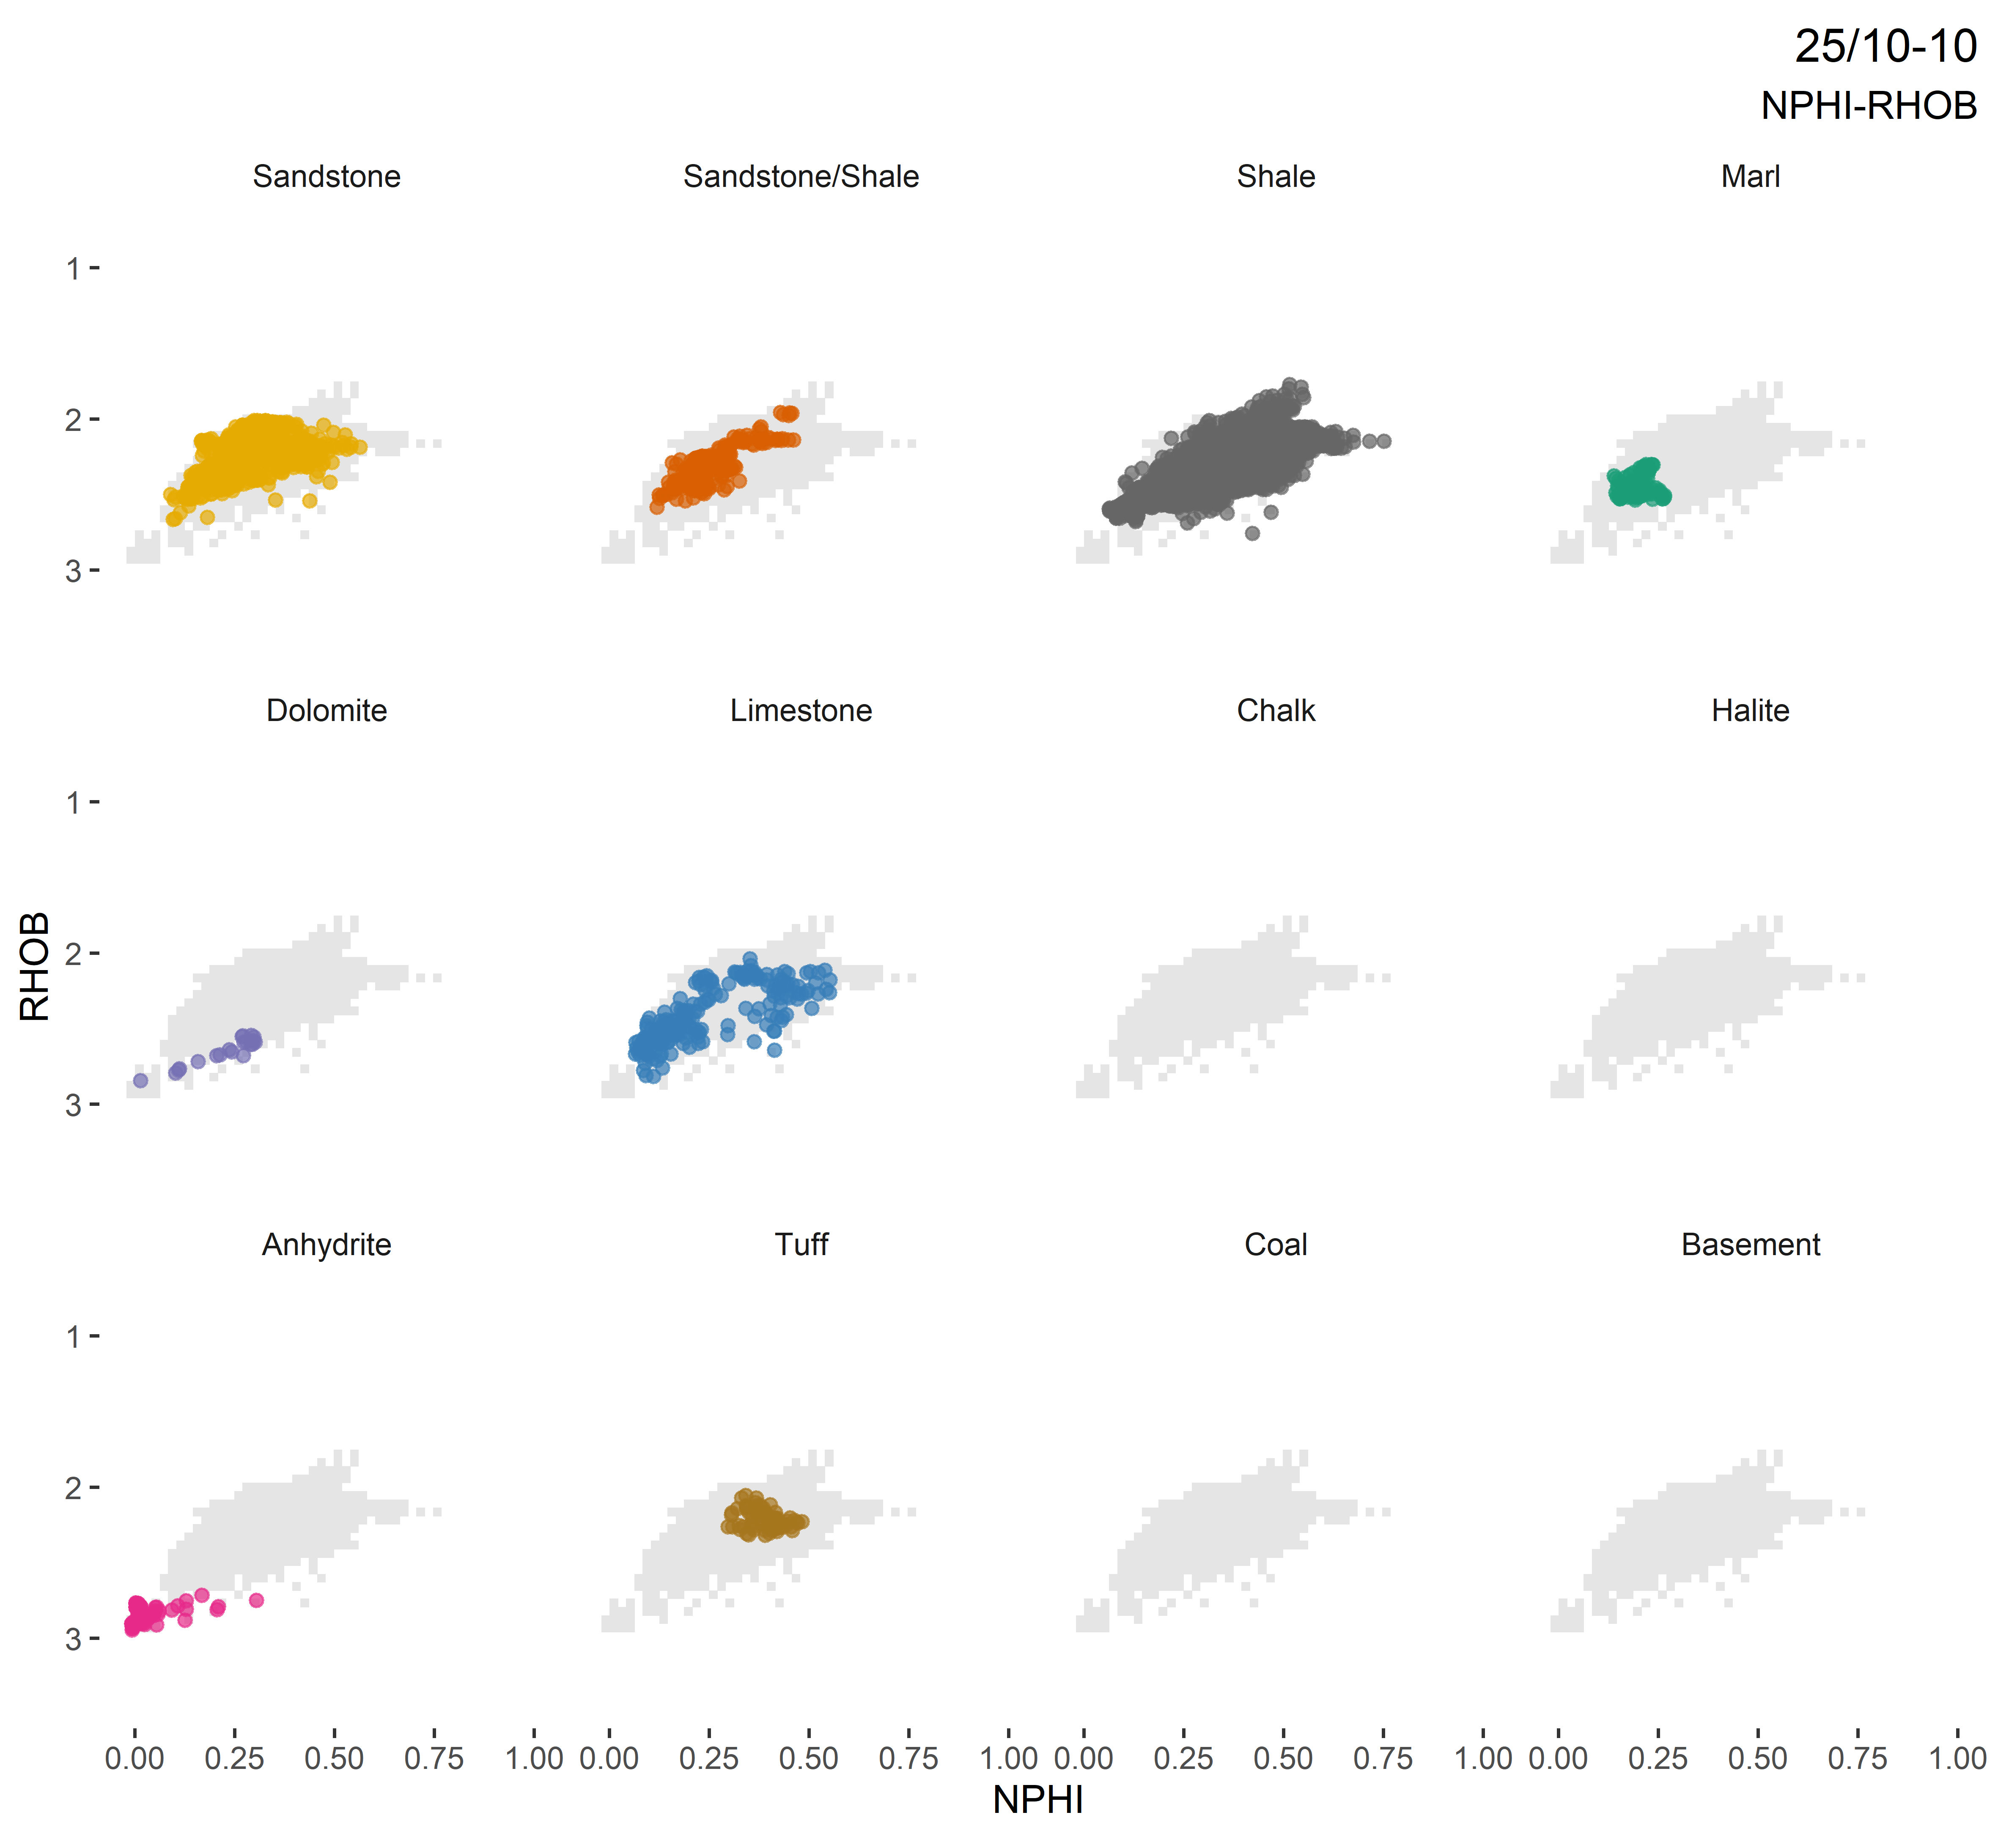 25/10-10
NPHI-RHOB
Sandstone Sandstone/Shale Shale Marl
1
2
3
Dolomite Limestone Chalk Halite
1
2
3
RHOB
Anhydrite Tuff Coal Basement
1
2
3
0.00 0.25 0.50 0.75 1.00 0.00 0.25 0.50 0.75 1.00 0.00 0.25 0.50 0.75 1.00 0.00 0.25 0.50 0.75 1.00
NPHI